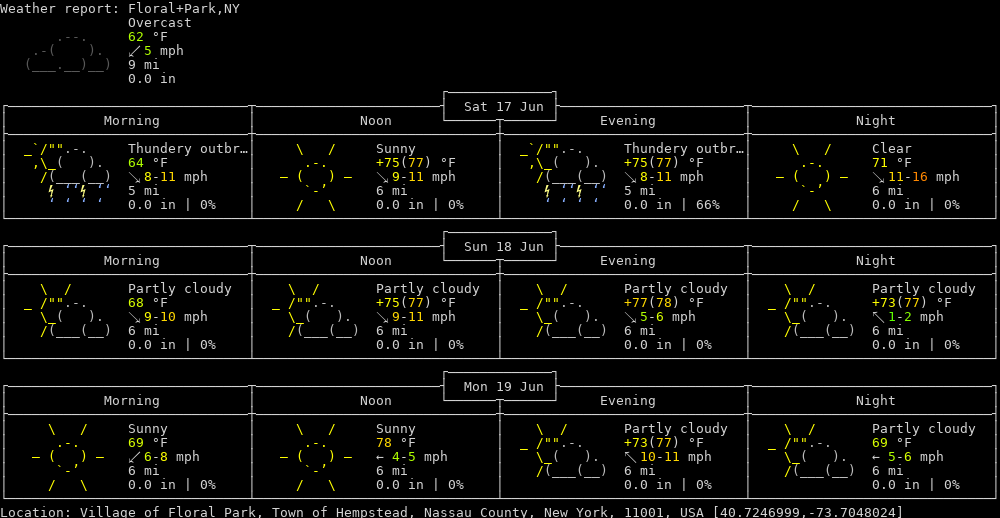 Weather report: Floral+Park,NY
Overcast
62 °F
↙ 5 mph
9 mi
0.0 in
Sat 17 Jun
Morning Noon Evening Night
Thundery outbr… Sunny Thundery outbr… Clear
64 °F +75(77) °F +75(77) °F 71 °F
↘ 8-11 mph ↘ 9-11 mph ↘ 8-11 mph ↘ 11-16 mph
5 mi 6 mi 5 mi 6 mi
0.0 in | 0% 0.0 in | 0% 0.0 in | 66% 0.0 in | 0%
Sun 18 Jun
Morning Noon Evening Night
Partly cloudy Partly cloudy Partly cloudy Partly cloudy
68 °F +75(77) °F +77(78) °F +73(77) °F
↘ 9-10 mph ↘ 9-11 mph ↘ 5-6 mph ↖ 1-2 mph
6 mi 6 mi 6 mi 6 mi
0.0 in | 0% 0.0 in | 0% 0.0 in | 0% 0.0 in | 0%
Mon 19 Jun
Morning Noon Evening Night
Sunny Sunny Partly cloudy Partly cloudy
69 °F 78 °F +73(77) °F 69 °F
↙ 6-8 mph ← 4-5 mph ↖ 10-11 mph ← 5-6 mph
6 mi 6 mi 6 mi 6 mi
0.0 in | 0% 0.0 in | 0% 0.0 in | 0% 0.0 in | 0%
Location: Village of Floral Park, Town of Hempstead, Nassau County, New York, 11001, USA [40.7246999,-73.7048024]